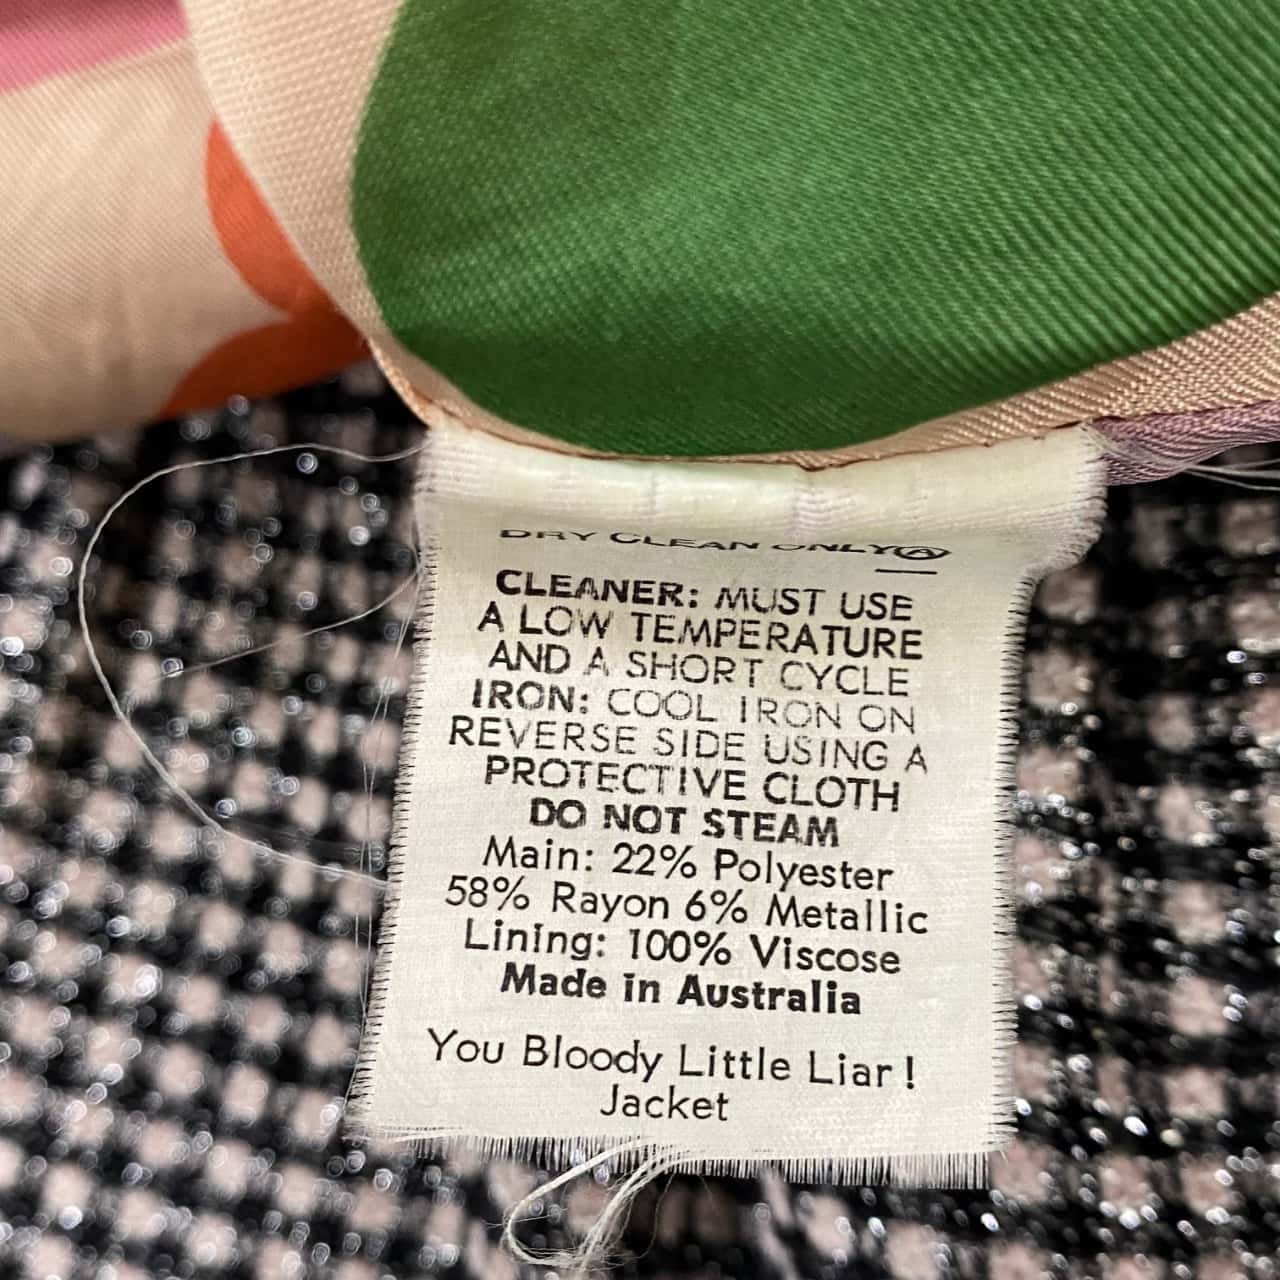 DRY CLEAN ONLY Ⓐ
CLEANER: MUST USE
A LOW TEMPERATURE
AND A SHORT CYCLE
IRON: COOL IRON ON
REVERSE SIDE USING A
PROTECTIVE CLOTH
DO NOT STEAM
Main: 22% Polyester
58% Rayon 6% Metallic
Lining: 100% Viscose
Made in Australia
You Bloody Little Liar!
Jacket